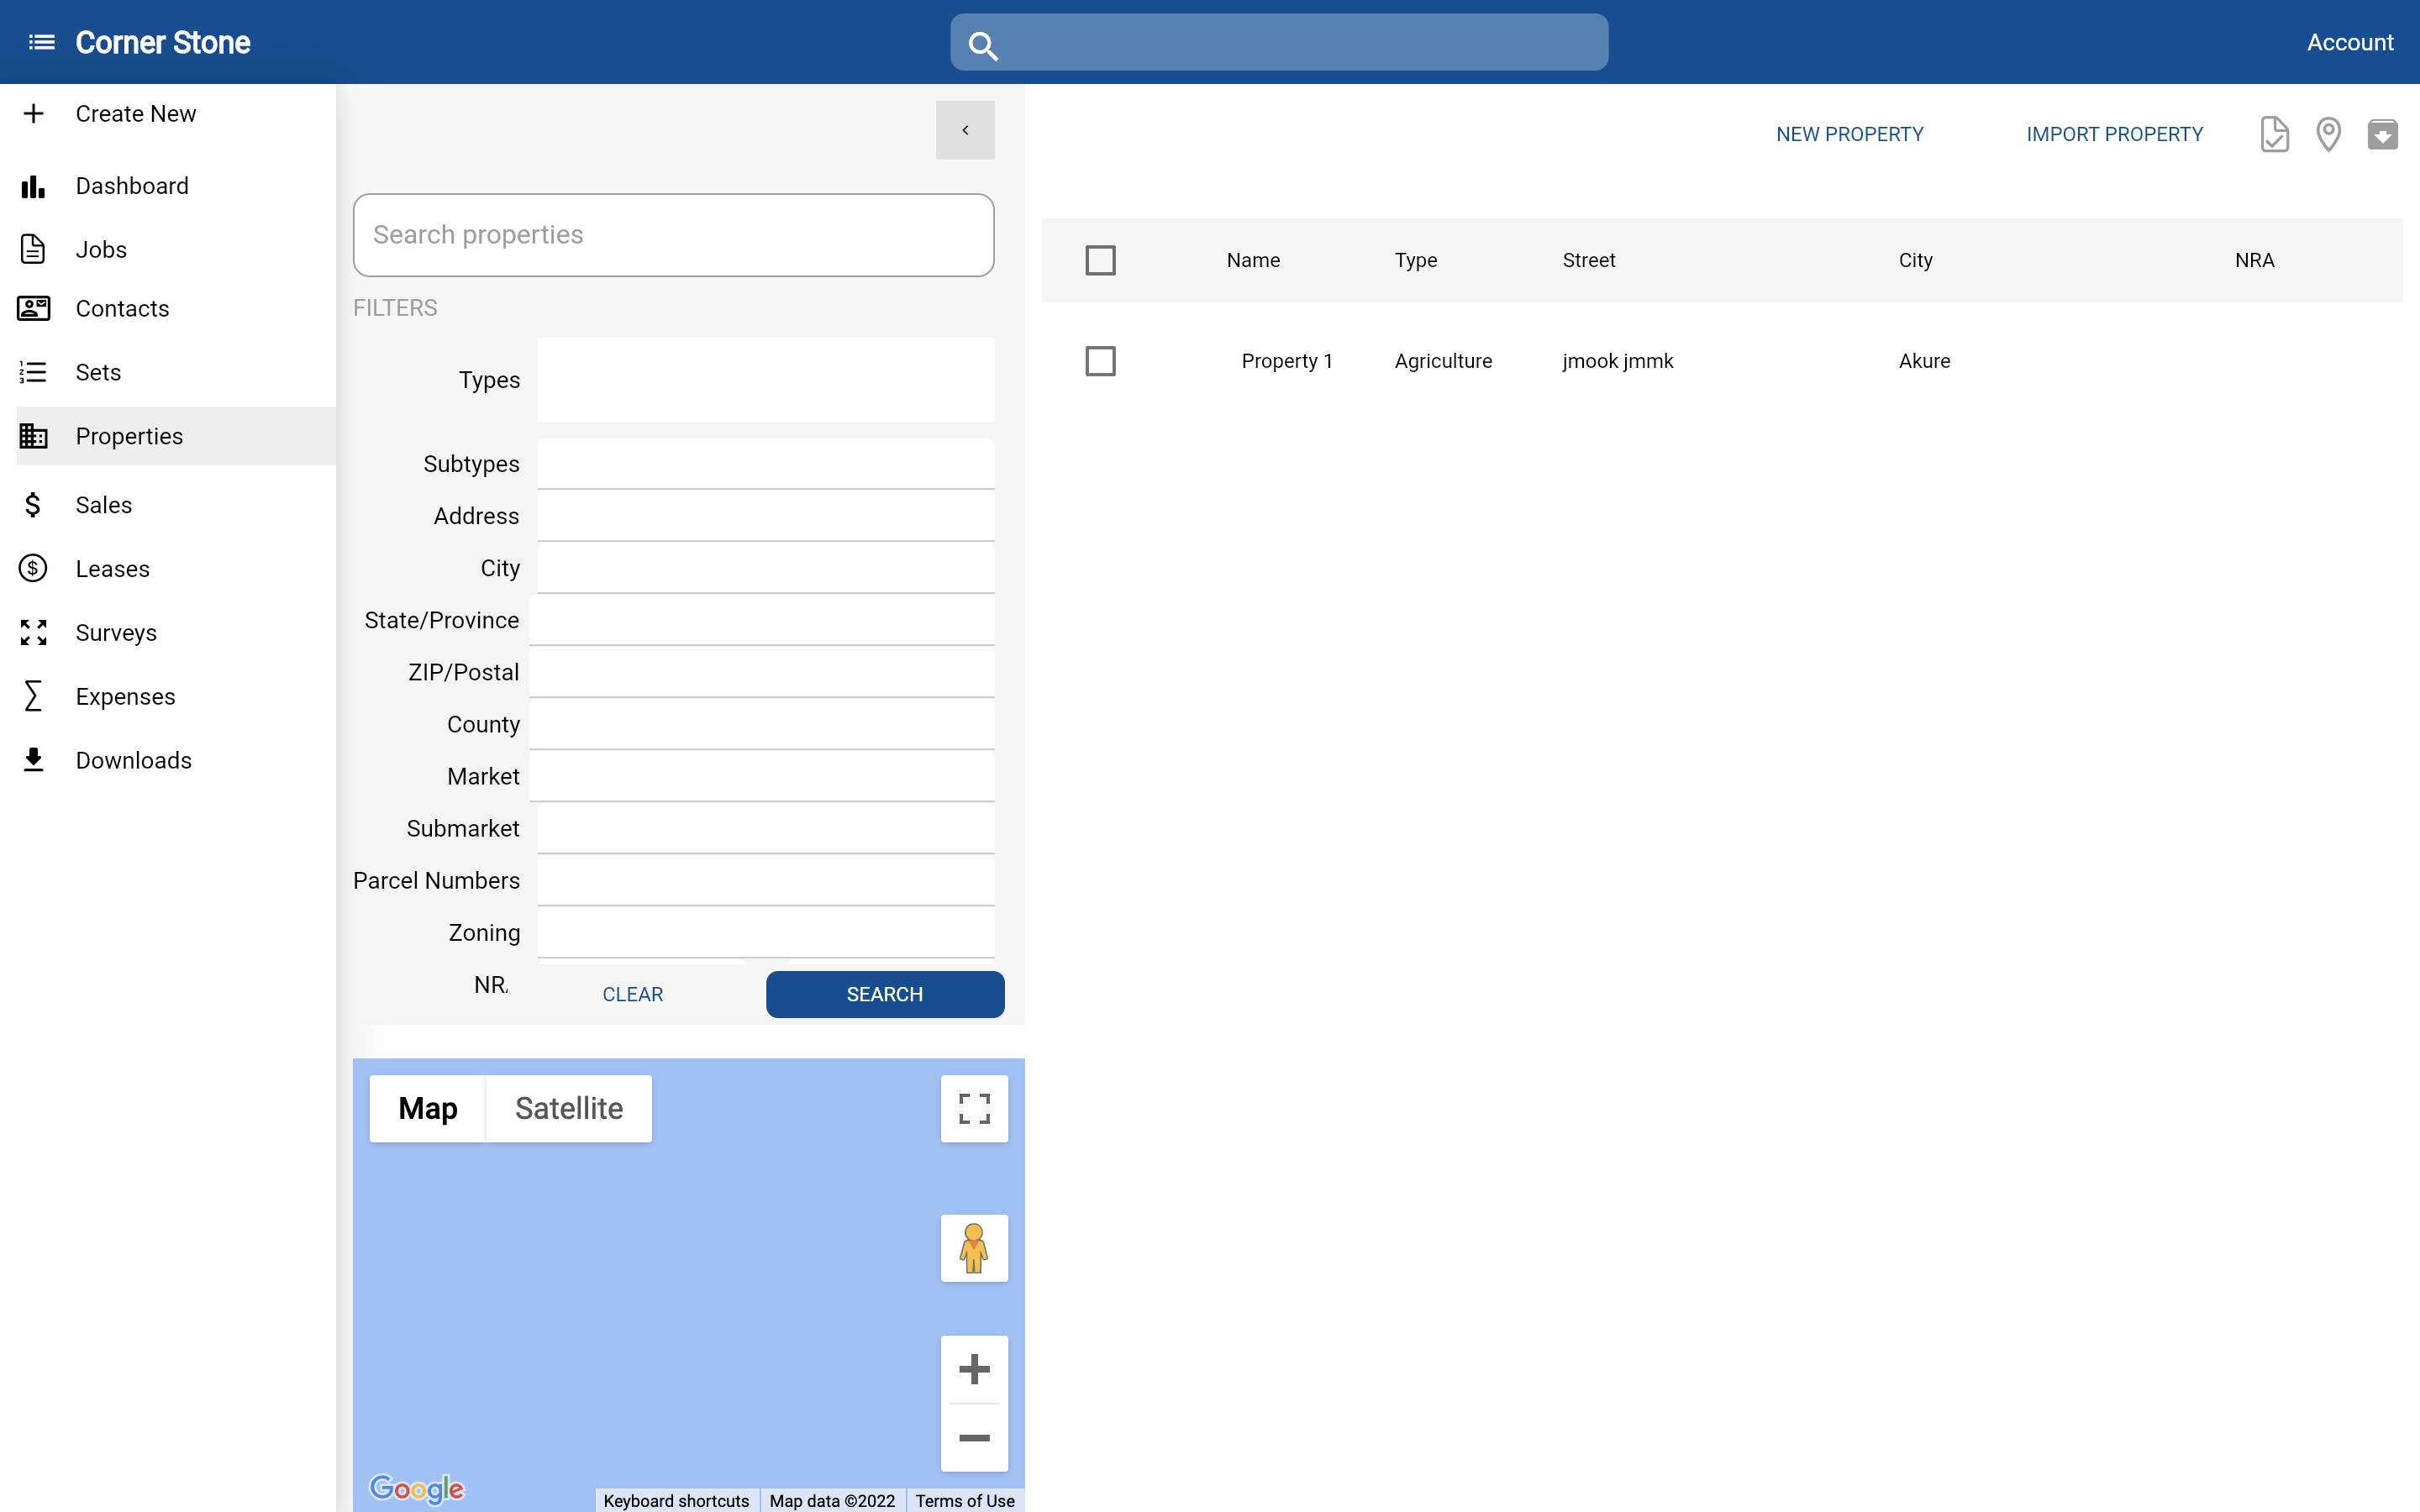 Corner Stone
Account
Create New
Dashboard
Jobs
Contacts
Sets
Properties
Sales
Leases
Surveys
Expenses
Downloads
Search properties
FILTERS
Types
Subtypes
Address
City
State/Province
ZIP/Postal
County
Market
Submarket
Parcel Numbers
Zoning
CLEAR
SEARCH
Map
Satellite
Google
Keyboard shortcuts
Map data ©2022
Terms of Use
NEW PROPERTY
IMPORT PROPERTY
Name Type Street City NRA
Property 1 Agriculture jmook jmmk Akure